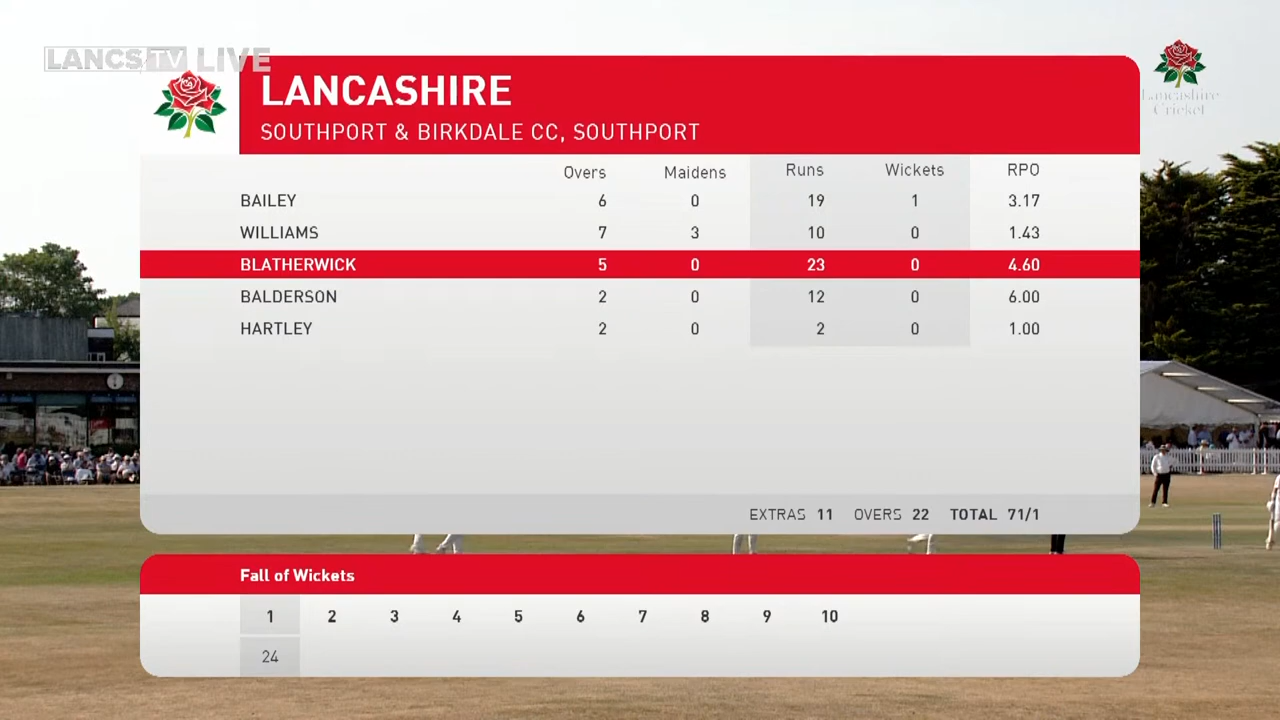 LANCS TV LIVE
LANCASHIRE
SOUTHPORT & BIRKDALE CC, SOUTHPORT
Lancashire
Cricket
Overs Maidens Runs Wickets RPO
BAILEY 6 0 19 1 3.17
WILLIAMS 7 3 10 0 1.43
BLATHERWICK 5 0 23 0 4.60
BALDERSON 2 0 12 0 6.00
HARTLEY 2 0 2 0 1.00
EXTRAS 11 OVERS 22 TOTAL 71/1
Fall of Wickets
1 2 3 4 5 6 7 8 9 10
24